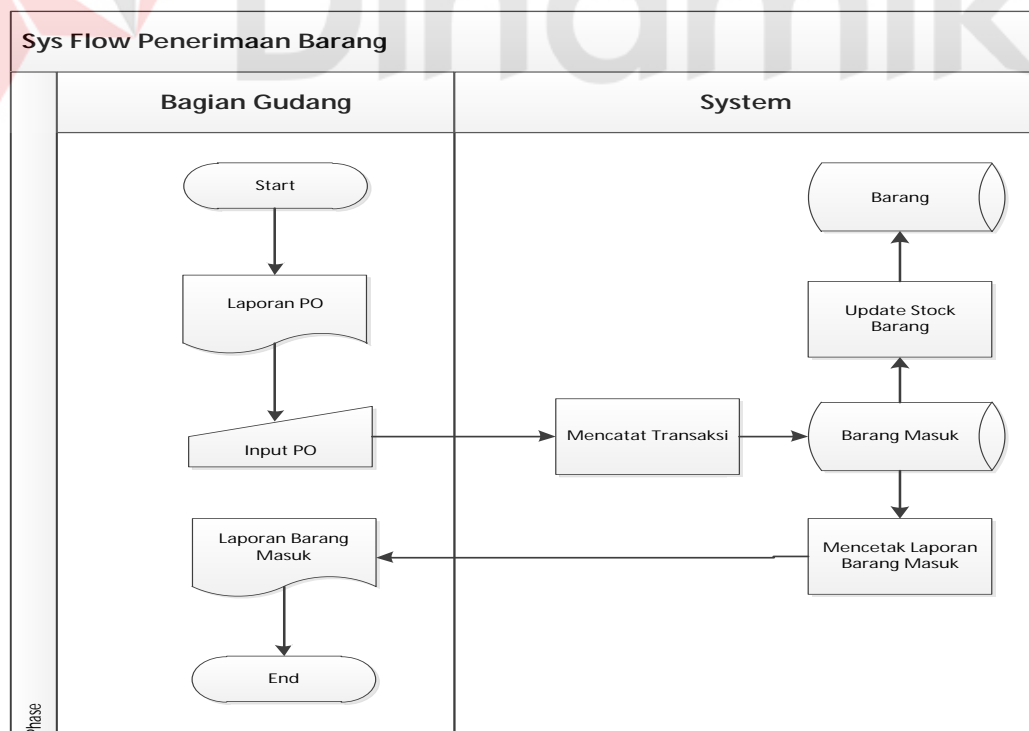 Dinamik
Sys Flow Penerimaan Barang
Bagian Gudang
System
Start
Laporan PO
Input PO
Laporan Barang
Masuk
End
Barang
Update Stock
Barang
Mencatat Transaksi
Barang Masuk
Mencetak Laporan
Barang Masuk
Phase